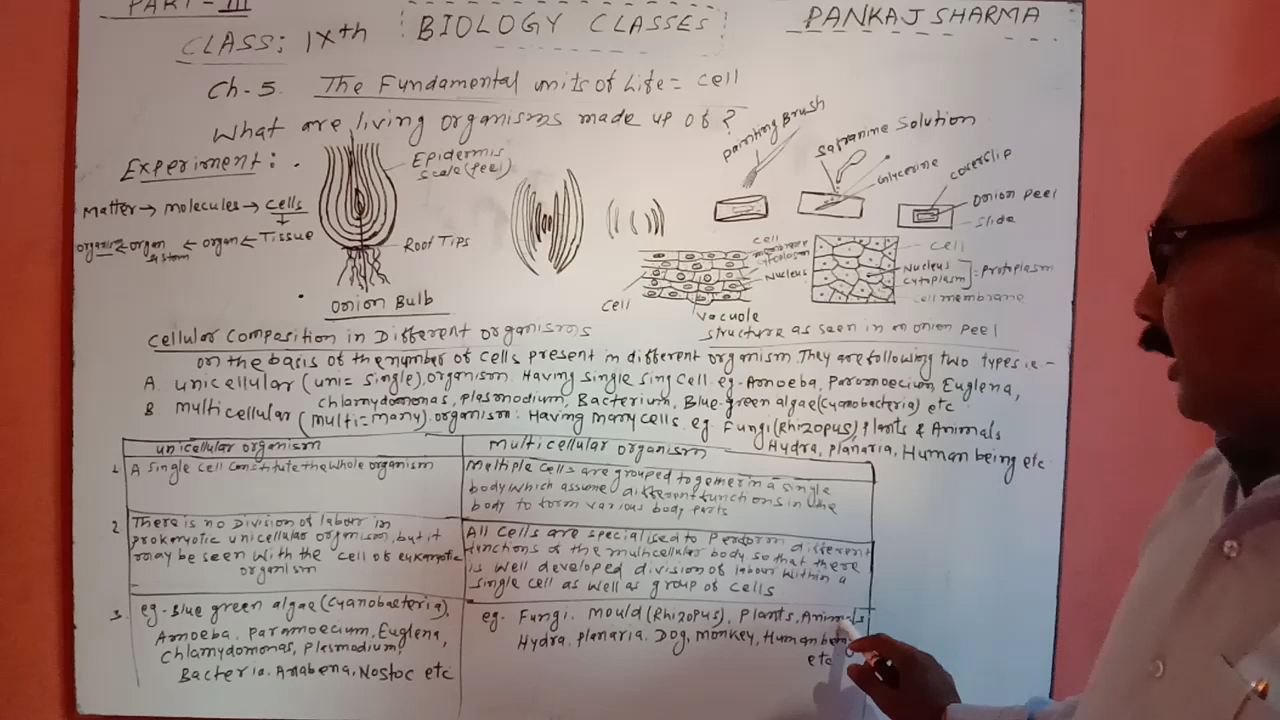 PART - III
CLASS: IXth
BIOLOGY CLASSES
PANKAJ SHARMA
Ch-5. The Fundamental units of Life = cell
What are living organisms made up of?
Experiment:
Epidermis
Scale (peel)
Matter → molecules → cells
Tissue
organ
organ
system
Root Tips
Onion Bulb
Painting Brush
Safranine Solution
Glycerine
Coverslip
Onion peel
Slide
cell
cytoplasm
Nucleus
cell
vacuole
cell
Nucleus
cytoplasm
: protoplasm
cell membrane
structure as seen in an onion peel
Cellular Composition in Different organisms
on the basis of the number of cells present in different organism They are following two types i.e.-
A. unicellular (uni= single), organism. Having single sing cell eg- Amoeba, Paramoecium, Euglena,
chlamydomonas, plasmodium, Bacterium, Blue-green algae (cyanobacteria) etc
B. multicellular (multi=many). organism: Having many cells. eg Fungi (Rhizopus), plants & Animals
Hydra, planaria, Human being etc
unicellular organism
multicellular organism
1. A single cell constitute the whole organism
Multiple cells are grouped together in a single
body which assume different functions in the
body to form various body parts
2. There is no Division of labour in
prokaryotic unicellular organism, but it
may be seen with the cell of eukaryotic
organism
All cells are specialised to perform different
functions of the multicellular body so that there
is well developed division of labour within a
single cell as well as group of cells
3. eg- Blue green algae (cyanobacteria),
Amoeba, Paramoecium, Euglena,
Chlamydomonas, Plasmodium,
Bacteria. Anabena, Nostoc etc
eg. Fungi. Mould (Rhizopus), Plants, Animals
Hydra, planaria. Dog, monkey, Human being
etc